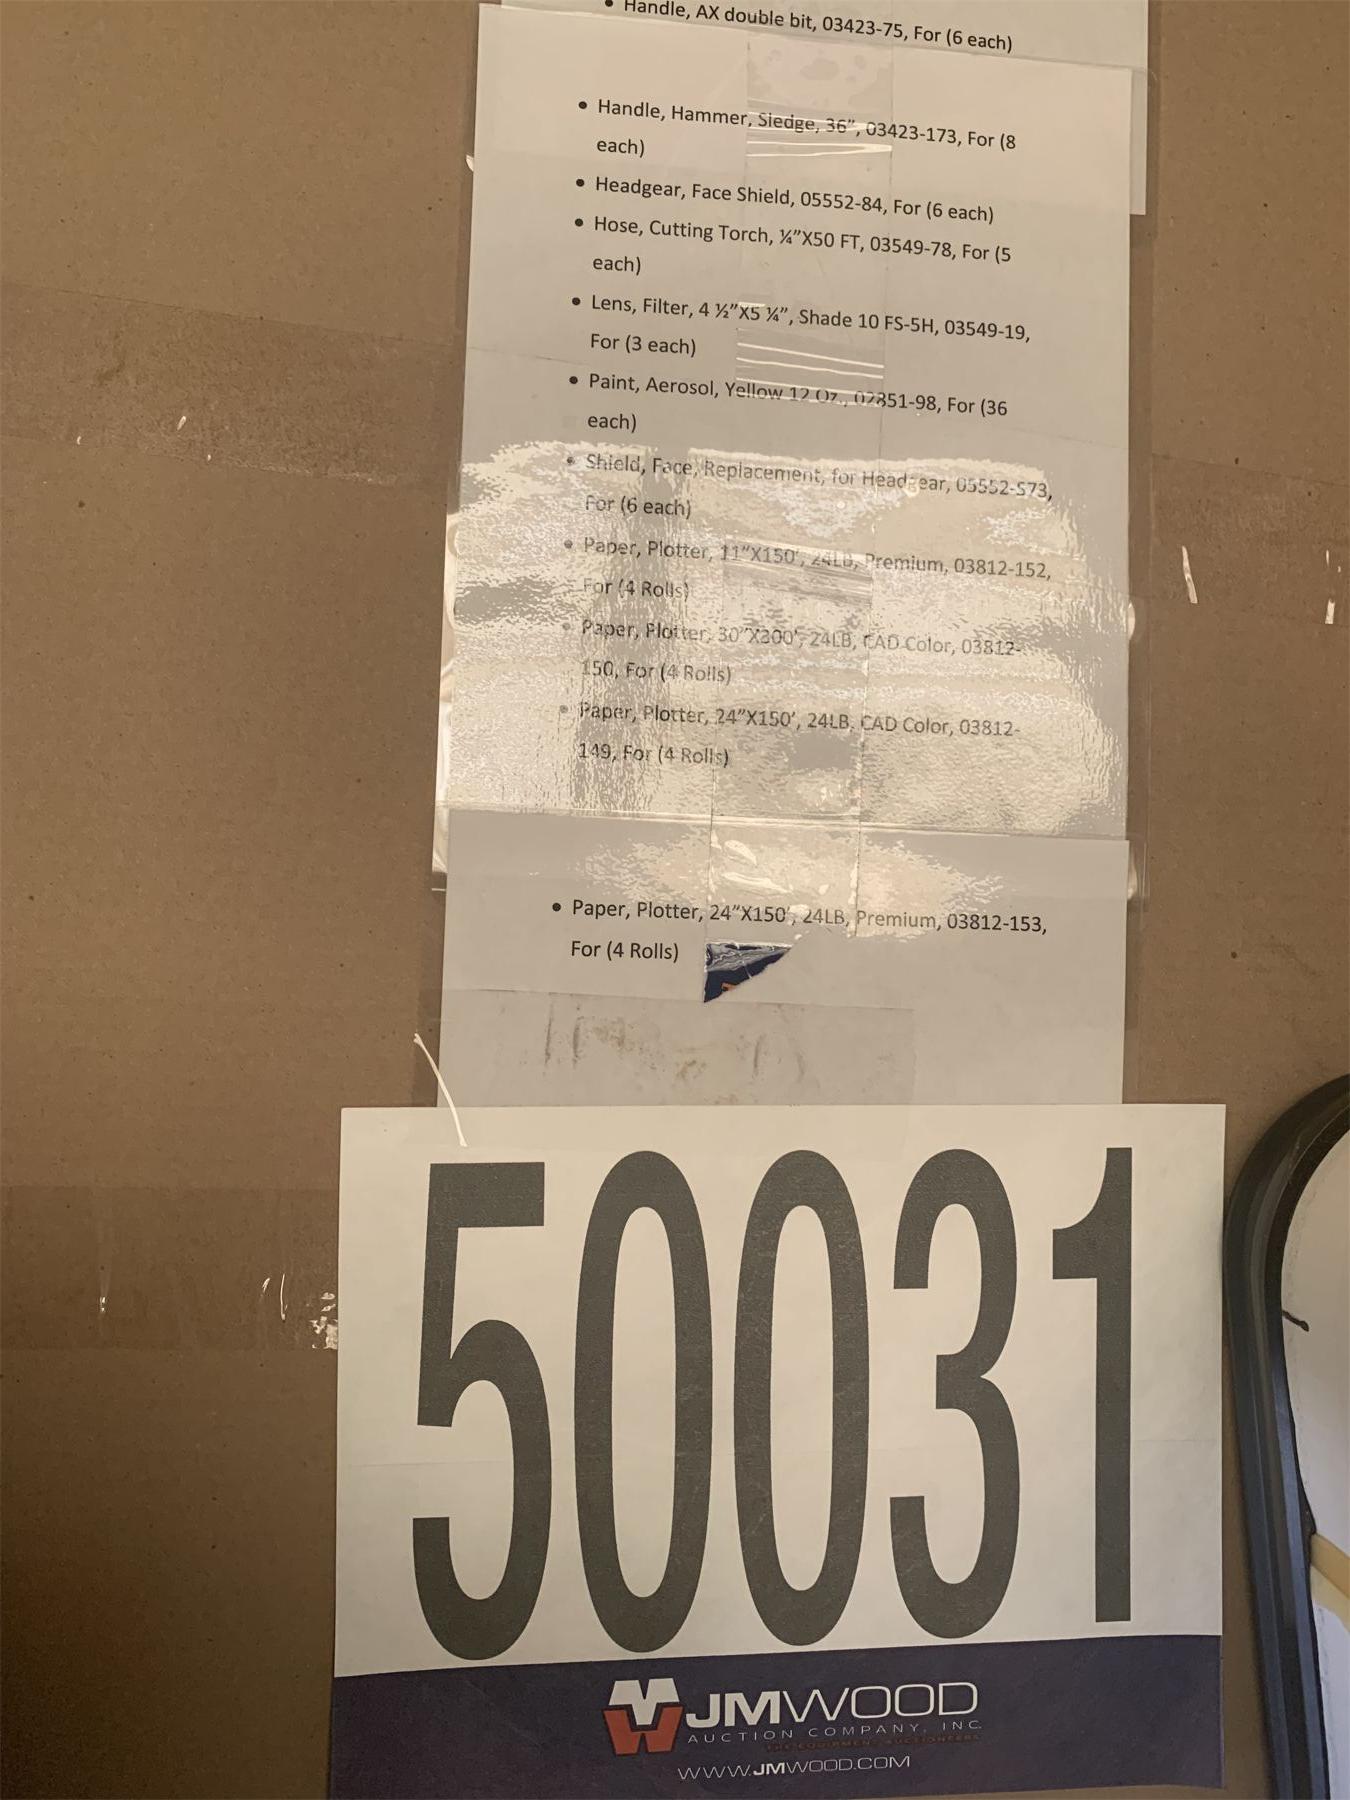 • Handle, AX double bit, 03423-75, For (6 each)
• Handle, Hammer, Sledge, 36”, 03423-173, For (8
each)
• Headgear, Face Shield, 05552-84, For (6 each)
• Hose, Cutting Torch, ¼”X50 FT, 03549-78, For (5
each)
• Lens, Filter, 4 ½”X5 ¼”, Shade 10 FS-5H, 03549-19,
For (3 each)
• Paint, Aerosol, Yellow 12 Oz., 02851-98, For (36
each)
• Shield, Face, Replacement, for Headgear, 05552-S73,
For (6 each)
• Paper, Plotter, 11”X150’, 24LB, Premium, 03812-152,
For (4 Rolls)
• Paper, Plotter, 30”X300’, 24LB, CAD Color, 03812-
150, For (4 Rolls)
• Paper, Plotter, 24”X150’, 24LB, CAD Color, 03812-
149, For (4 Rolls)
• Paper, Plotter, 24”X150’, 24LB, Premium, 03812-153,
For (4 Rolls)
50031
JMWOOD
AUCTION COMPANY, INC.
THE EQUIPMENT AUCTIONEERS
WWW.JMWOOD.COM